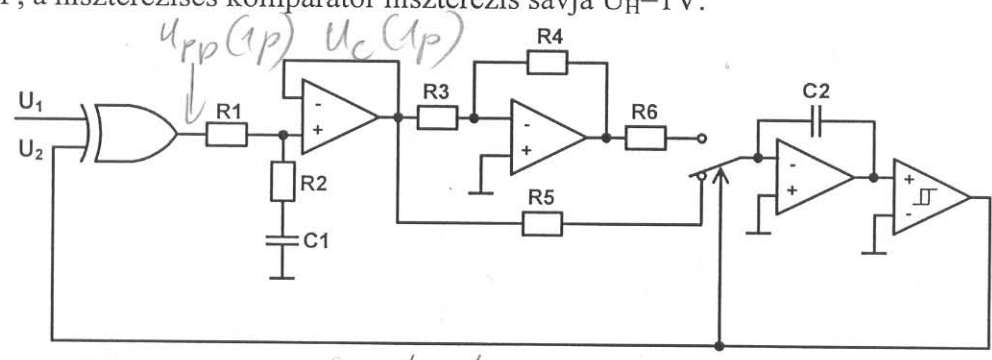 a hiszterézises komparátor hiszterézis sávja U_H=1V.
U_PD (1p) U_C (1p)
R4
R3
C2
U₁
R1
R6
U₂
R2
R5
C1